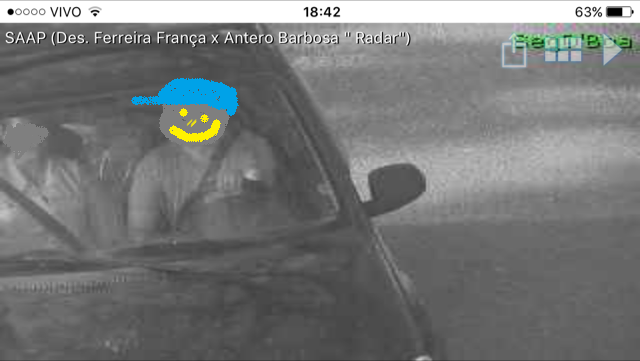 VIVO 18:42 63%
SAAP (Des. Ferreira França x Antero Barbosa " Radar")